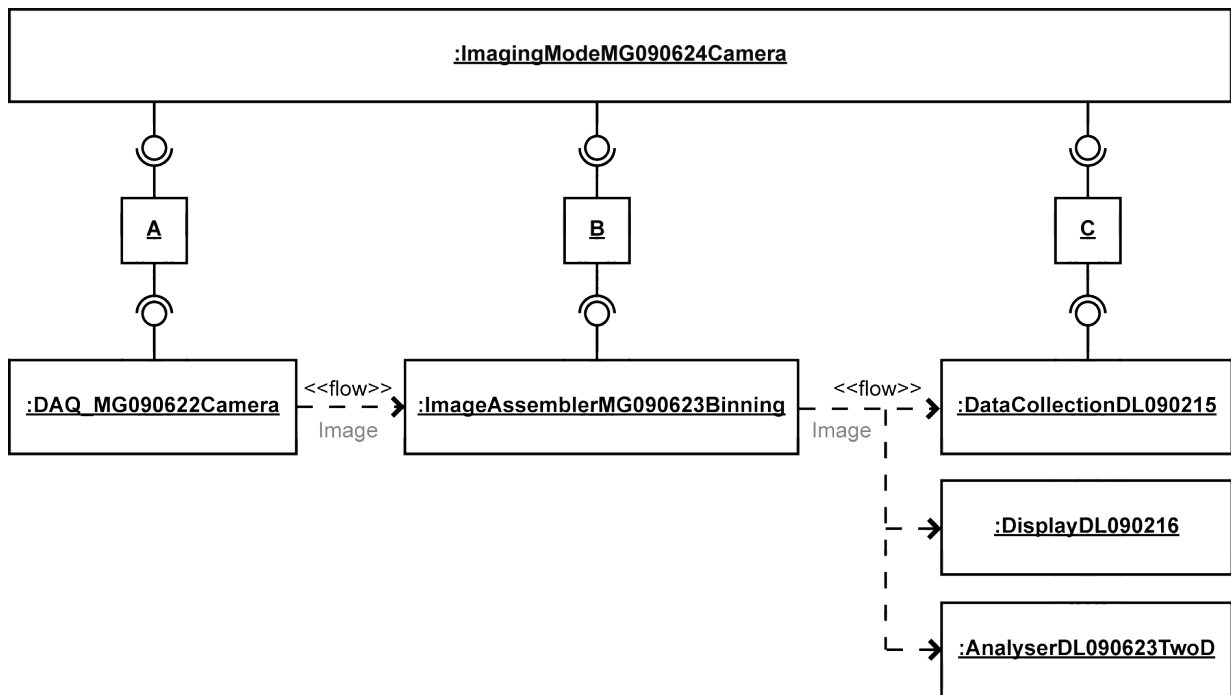 :ImagingModeMG090624Camera
A
B
C
:DAQ_MG090622Camera
<<flow>>
Image
:ImageAssemblerMG090623Binning
<<flow>>
Image
:DataCollectionDL090215
:DisplayDL090216
:AnalyserDL090623TwoD